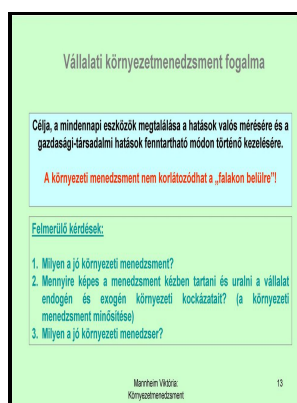 Vállalati környezetmenedzsment fogalma
Célja, a mindennapi eszközök megtalálása a hatások valós mérésére és a
gazdasági-társadalmi hatások fenntartható módon történő kezelésére.
A környezeti menedzsment nem korlátozódhat a „falakon belülre”!
Felmerülő kérdések:
1. Milyen a jó környezeti menedzsment?
2. Mennyire képes a menedzsment kézben tartani és uralni a vállalat
endogén és exogén környezeti kockázatait? (a környezeti
menedzsment minősítése)
3. Milyen a jó környezeti menedzser?
Mannheim Viktória:
Környezetmenedzsment
13